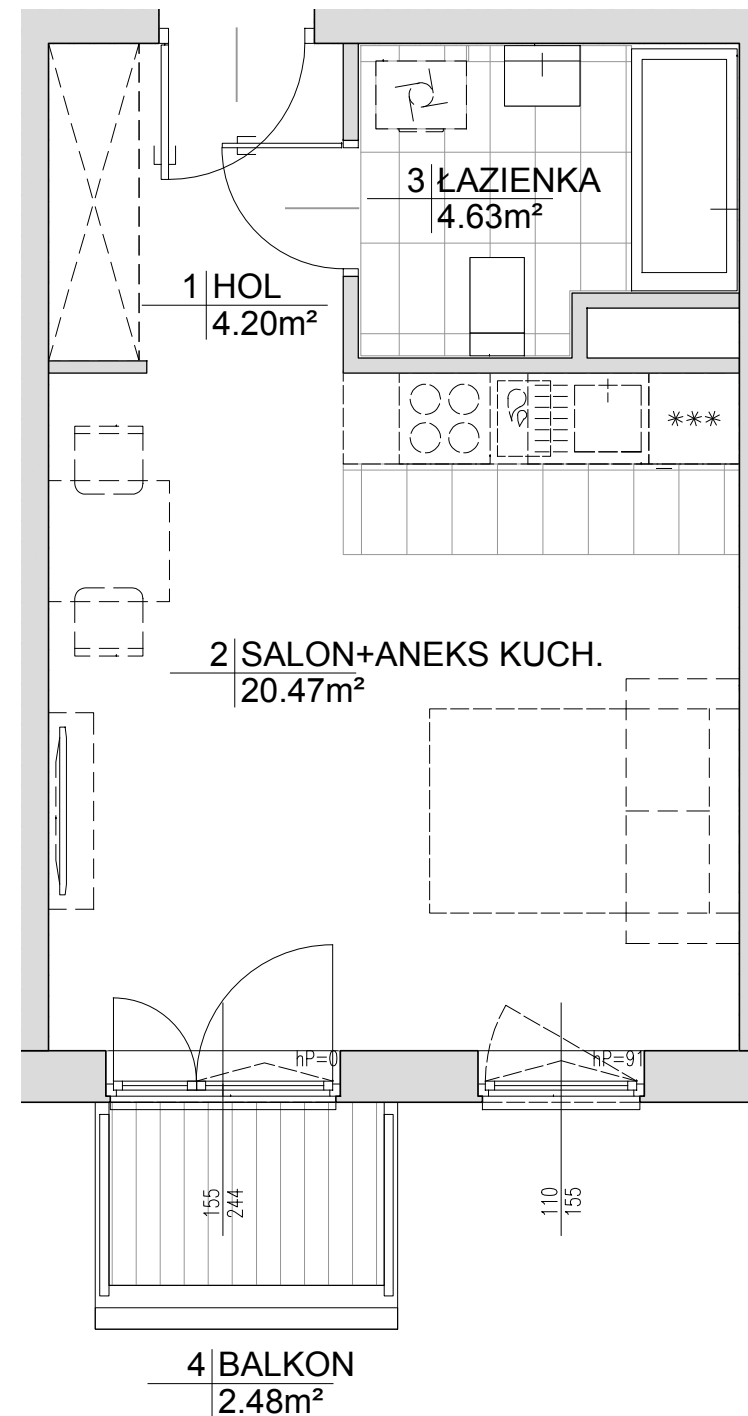 3 ŁAZIENKA
4.63m²
1 HOL
4.20m²
***
2 SALON+ANEKS KUCH.
20.47m²
hP=0
hP=91
155
244
110
155
4 BALKON
2.48m²